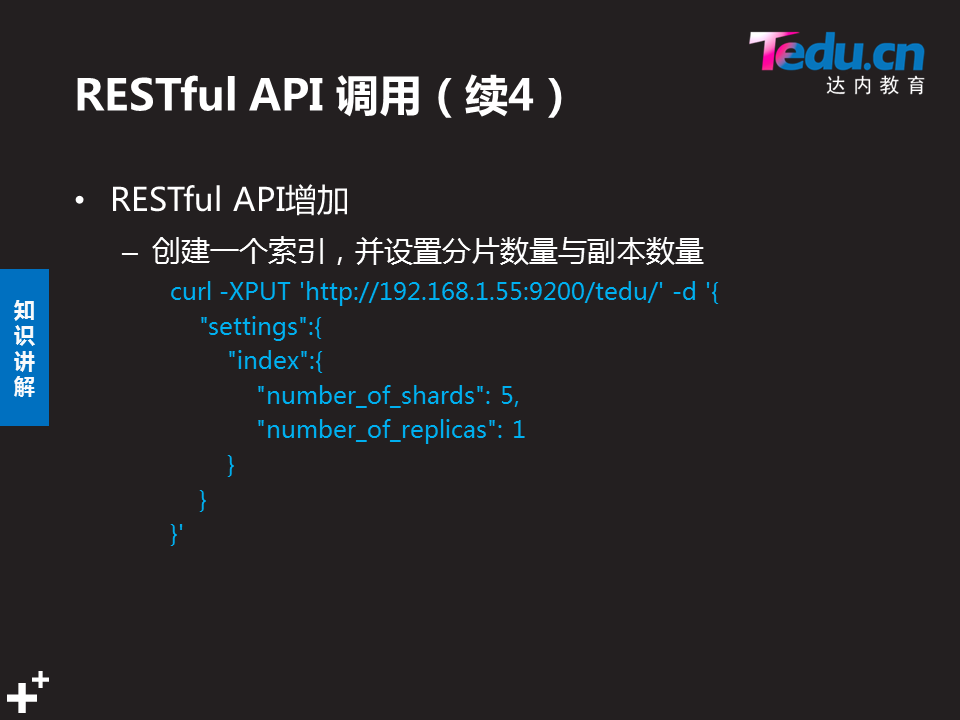 Tedu.cn
达内教育
RESTful API 调用（续4）
• RESTful API增加
– 创建一个索引，并设置分片数量与副本数量
curl -XPUT 'http://192.168.1.55:9200/tedu/' -d '{
"settings":{
"index":{
"number_of_shards": 5,
"number_of_replicas": 1
}
}
}'
知
识
讲
解